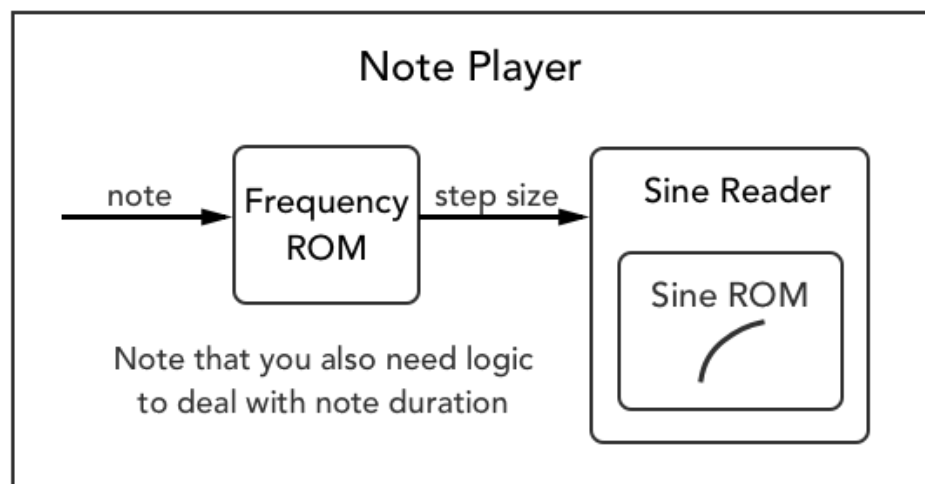 Note Player
note
Frequency
ROM
step size
Sine Reader
Sine ROM
Note that you also need logic
to deal with note duration